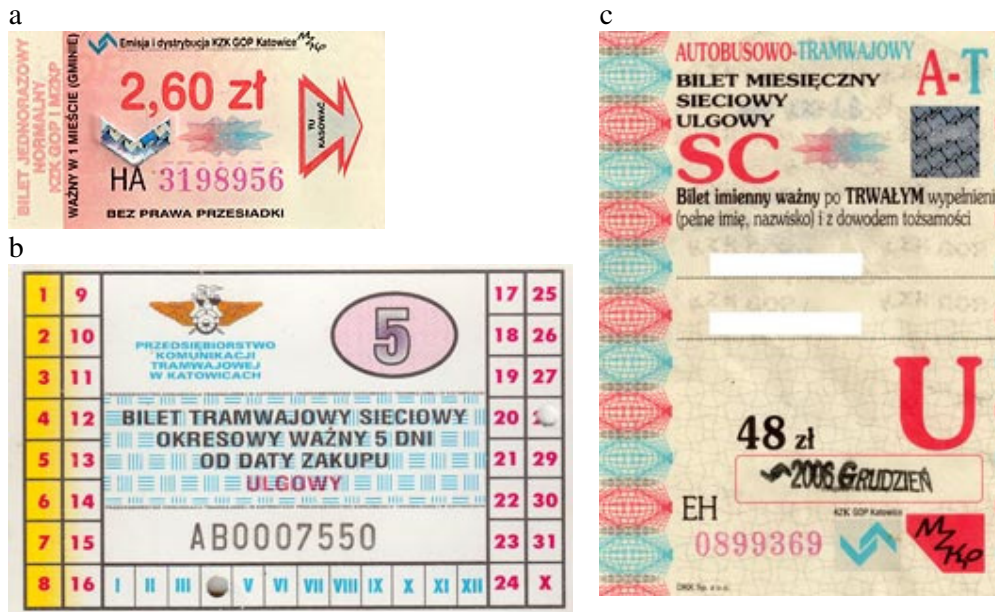 a
BILET JEDNORAZOWY
NORMALNY
KZK GOP I MZKP
WAŻNY W 1 MIEŚCIE (GMINIE)
Emisja i dystrybucja KZK GOP Katowice MZKP
2,60 zł
TU
KASOWAĆ
HA 3198956
BEZ PRAWA PRZESIADKI
b
1 9 17 25
2 10 18 26
3 11 19 27
4 12 20
5 13 21 29
6 14 22 30
7 15 23 31
8 16 I II III V VI VII VIII IX X XI XII 24 X
5
PRZEDSIĘBIORSTWO
KOMUNIKACJI
TRAMWAJOWEJ
W KATOWICACH
BILET TRAMWAJOWY SIECIOWY
OKRESOWY WAŻNY 5 DNI
OD DATY ZAKUPU
ULGOWY
AB0007550
c
AUTOBUSOWO-TRAMWAJOWY
A-T
BILET MIESIĘCZNY
SIECIOWY
ULGOWY
SC
Bilet imienny ważny po TRWAŁYM wypełnieni
(pełne imię, nazwisko) i z dowodem tożsamości
U
48 zł
2006 GRUDZIEŃ
EH
0899369
KZK GOP Katowice
MZKP